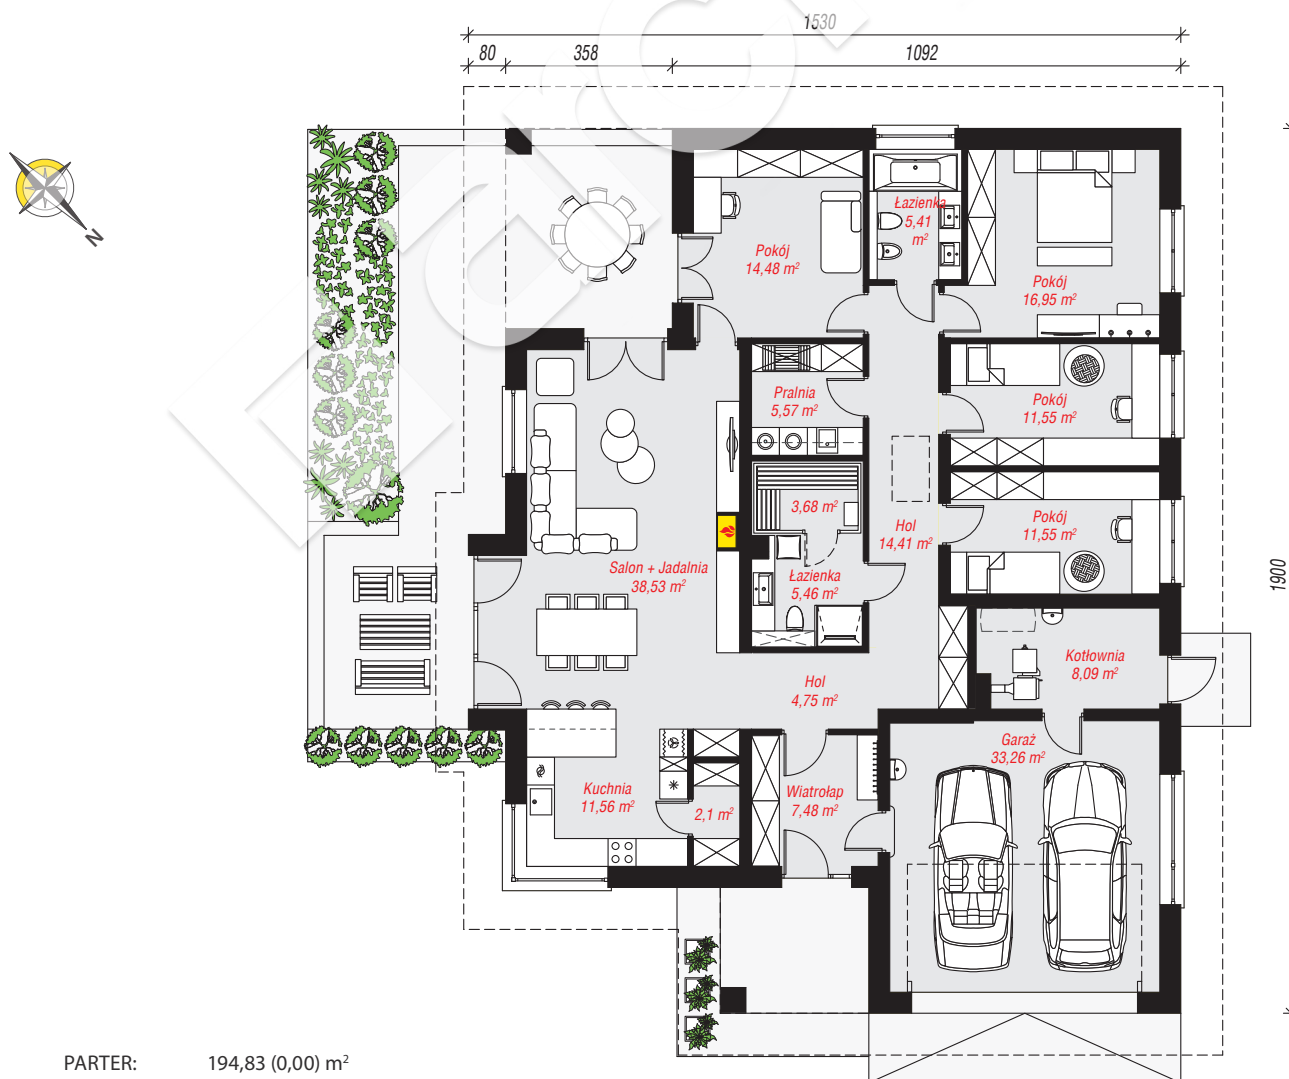 1530
80 358 1092
N
Łazienka
5,41
m²
Pokój
14,48 m²
Pokój
16,95 m²
Pralnia
5,57 m²
Pokój
11,55 m²
3,68 m²
Hol
14,41 m²
Pokój
11,55 m²
Salon + Jadalnia
38,53 m²
Łazienka
5,46 m²
1900
Kotłownia
8,09 m²
Hol
4,75 m²
Garaż
33,26 m²
Kuchnia
11,56 m²
2,1 m²
Wiatrołap
7,48 m²
PARTER: 194,83 (0,00) m²